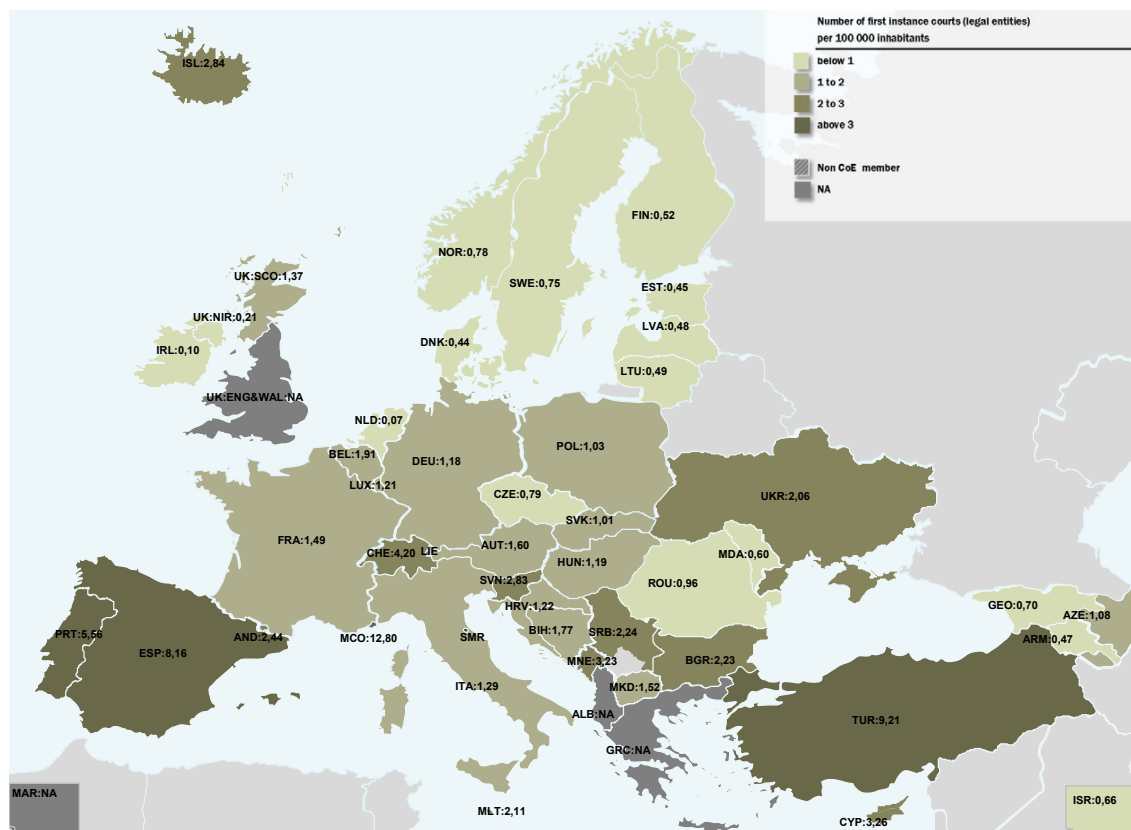 Number of first instance courts (legal entities)
per 100 000 inhabitants
below 1
1 to 2
2 to 3
above 3
Non CoE member
NA
ISL:2,84
FIN:0,52
NOR:0,78
SWE:0,75
UK:SCO:1,37
EST:0,45
UK:NIR:0,21
LVA:0,48
DNK:0,44
IRL:0,10
LTU:0,49
UK:ENG&WAL:NA
NLD:0,07
BEL:1,91
DEU:1,18
POL:1,03
LUX:1,21
CZE:0,79
UKR:2,06
SVK:1,01
FRA:1,49
CHE:4,20
LIE
AUT:1,60
MDA:0,60
HUN:1,19
ROU:0,96
SVN:2,83
HRV:1,22
GEO:0,70
AZE:1,08
PRT:5,56
AND:2,44
MCO:12,80
SMR
BIH:1,77
SRB:2,24
ARM:0,47
ESP:8,16
MNE:3,23
BGR:2,23
ITA:1,29
MKD:1,52
ALB:NA
TUR:9,21
GRC:NA
MAR:NA
MLT:2,11
CYP:3,26
ISR:0,66